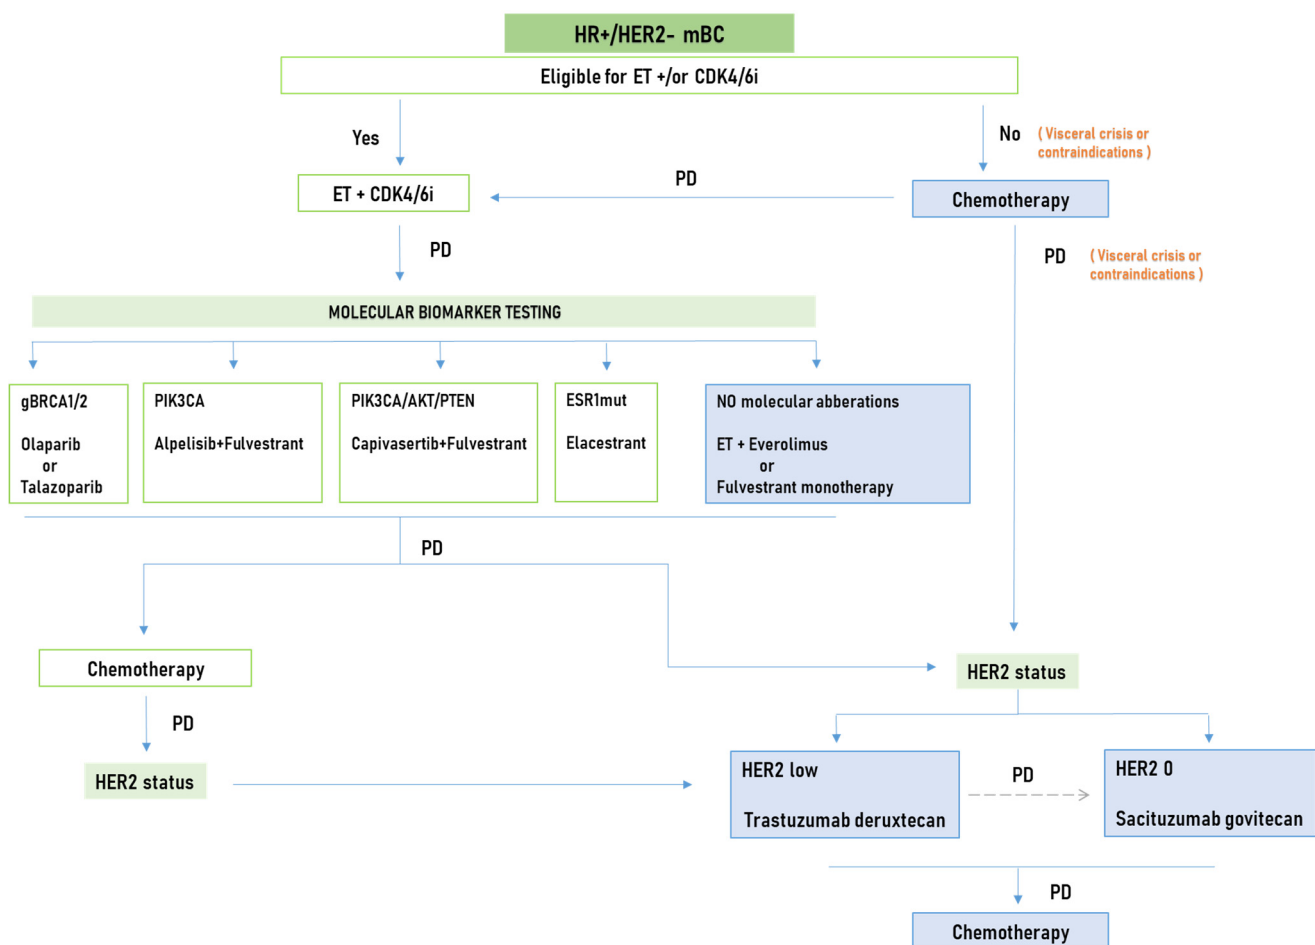 HR+/HER2- mBC
Eligible for ET +/or CDK4/6i
Yes
No
( Visceral crisis or
contraindications )
ET + CDK4/6i
PD
Chemotherapy
PD
PD
( Visceral crisis or
contraindications )
MOLECULAR BIOMARKER TESTING
gBRCA1/2
Olaparib
or
Talazoparib
PIK3CA
Alpelisib+Fulvestrant
PIK3CA/AKT/PTEN
Capivasertib+Fulvestrant
ESR1mut
Elacestrant
NO molecular abberations
ET + Everolimus
or
Fulvestrant monotherapy
PD
Chemotherapy
HER2 status
PD
HER2 status
HER2 low
Trastuzumab deruxtecan
PD
HER2 0
Sacituzumab govitecan
PD
Chemotherapy